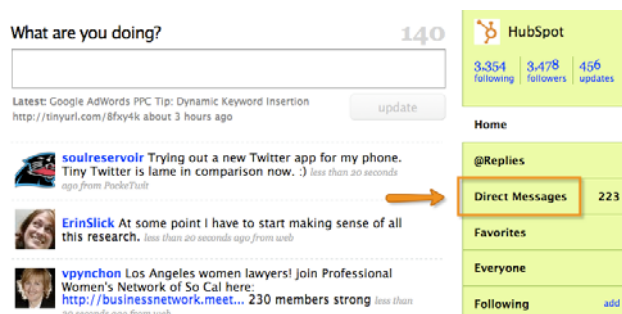 What are you doing? 140
Latest: Google AdWords PPC Tip: Dynamic Keyword Insertion
http://tinyurl.com/8fxy4k about 3 hours ago
update
soulreservoir Trying out a new Twitter app for my phone.
Tiny Twitter is lame in comparison now. :) less than 20 seconds
ago from PockeTwit
ErinSlick At some point I have to start making sense of all
this research. less than 20 seconds ago from web
vpynchon Los Angeles women lawyers! join Professional
Women's Network of So Cal here:
http://businessnetwork.meet... 230 members strong less than
20 seconds ago from web
HubSpot
3,354 3,478 456
following followers updates
Home
@Replies
Direct Messages 223
Favorites
Everyone
Following add